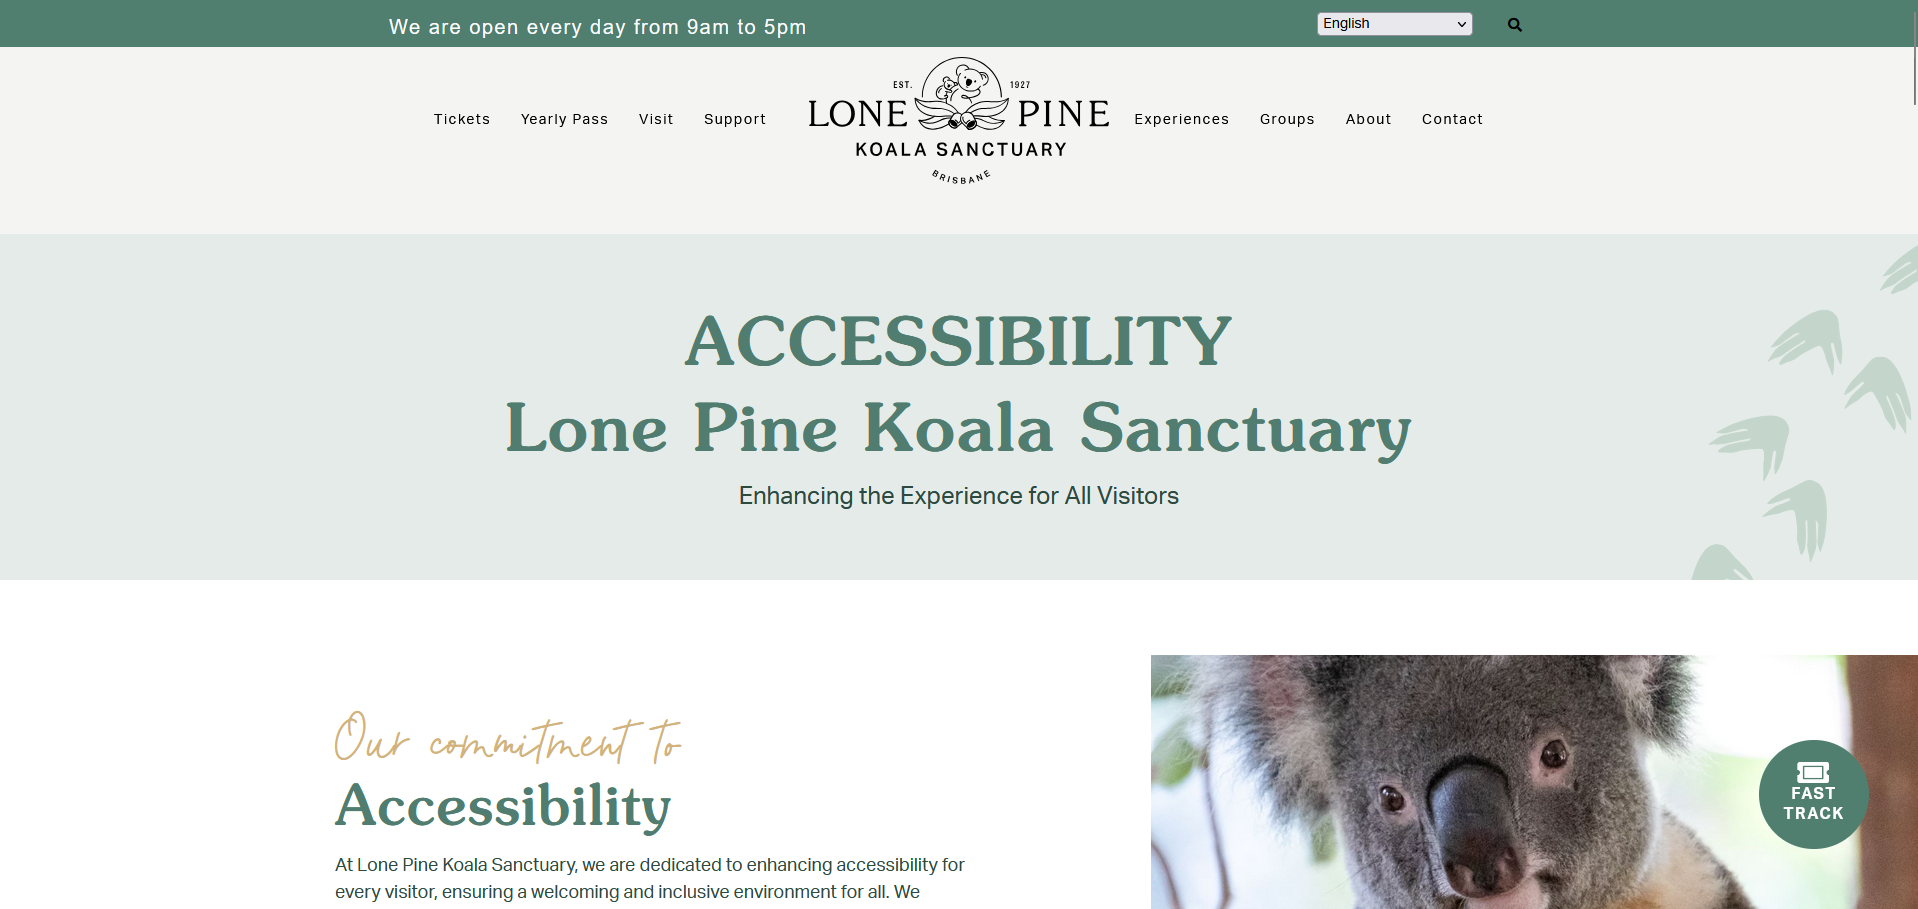 We are open every day from 9am to 5pm
English
Tickets Yearly Pass Visit Support
EST. 1927
LONE PINE
KOALA SANCTUARY
BRISBANE
Experiences Groups About Contact
ACCESSIBILITY
Lone Pine Koala Sanctuary
Enhancing the Experience for All Visitors
Our commitment to
Accessibility
At Lone Pine Koala Sanctuary, we are dedicated to enhancing accessibility for
every visitor, ensuring a welcoming and inclusive environment for all. We
FAST
TRACK